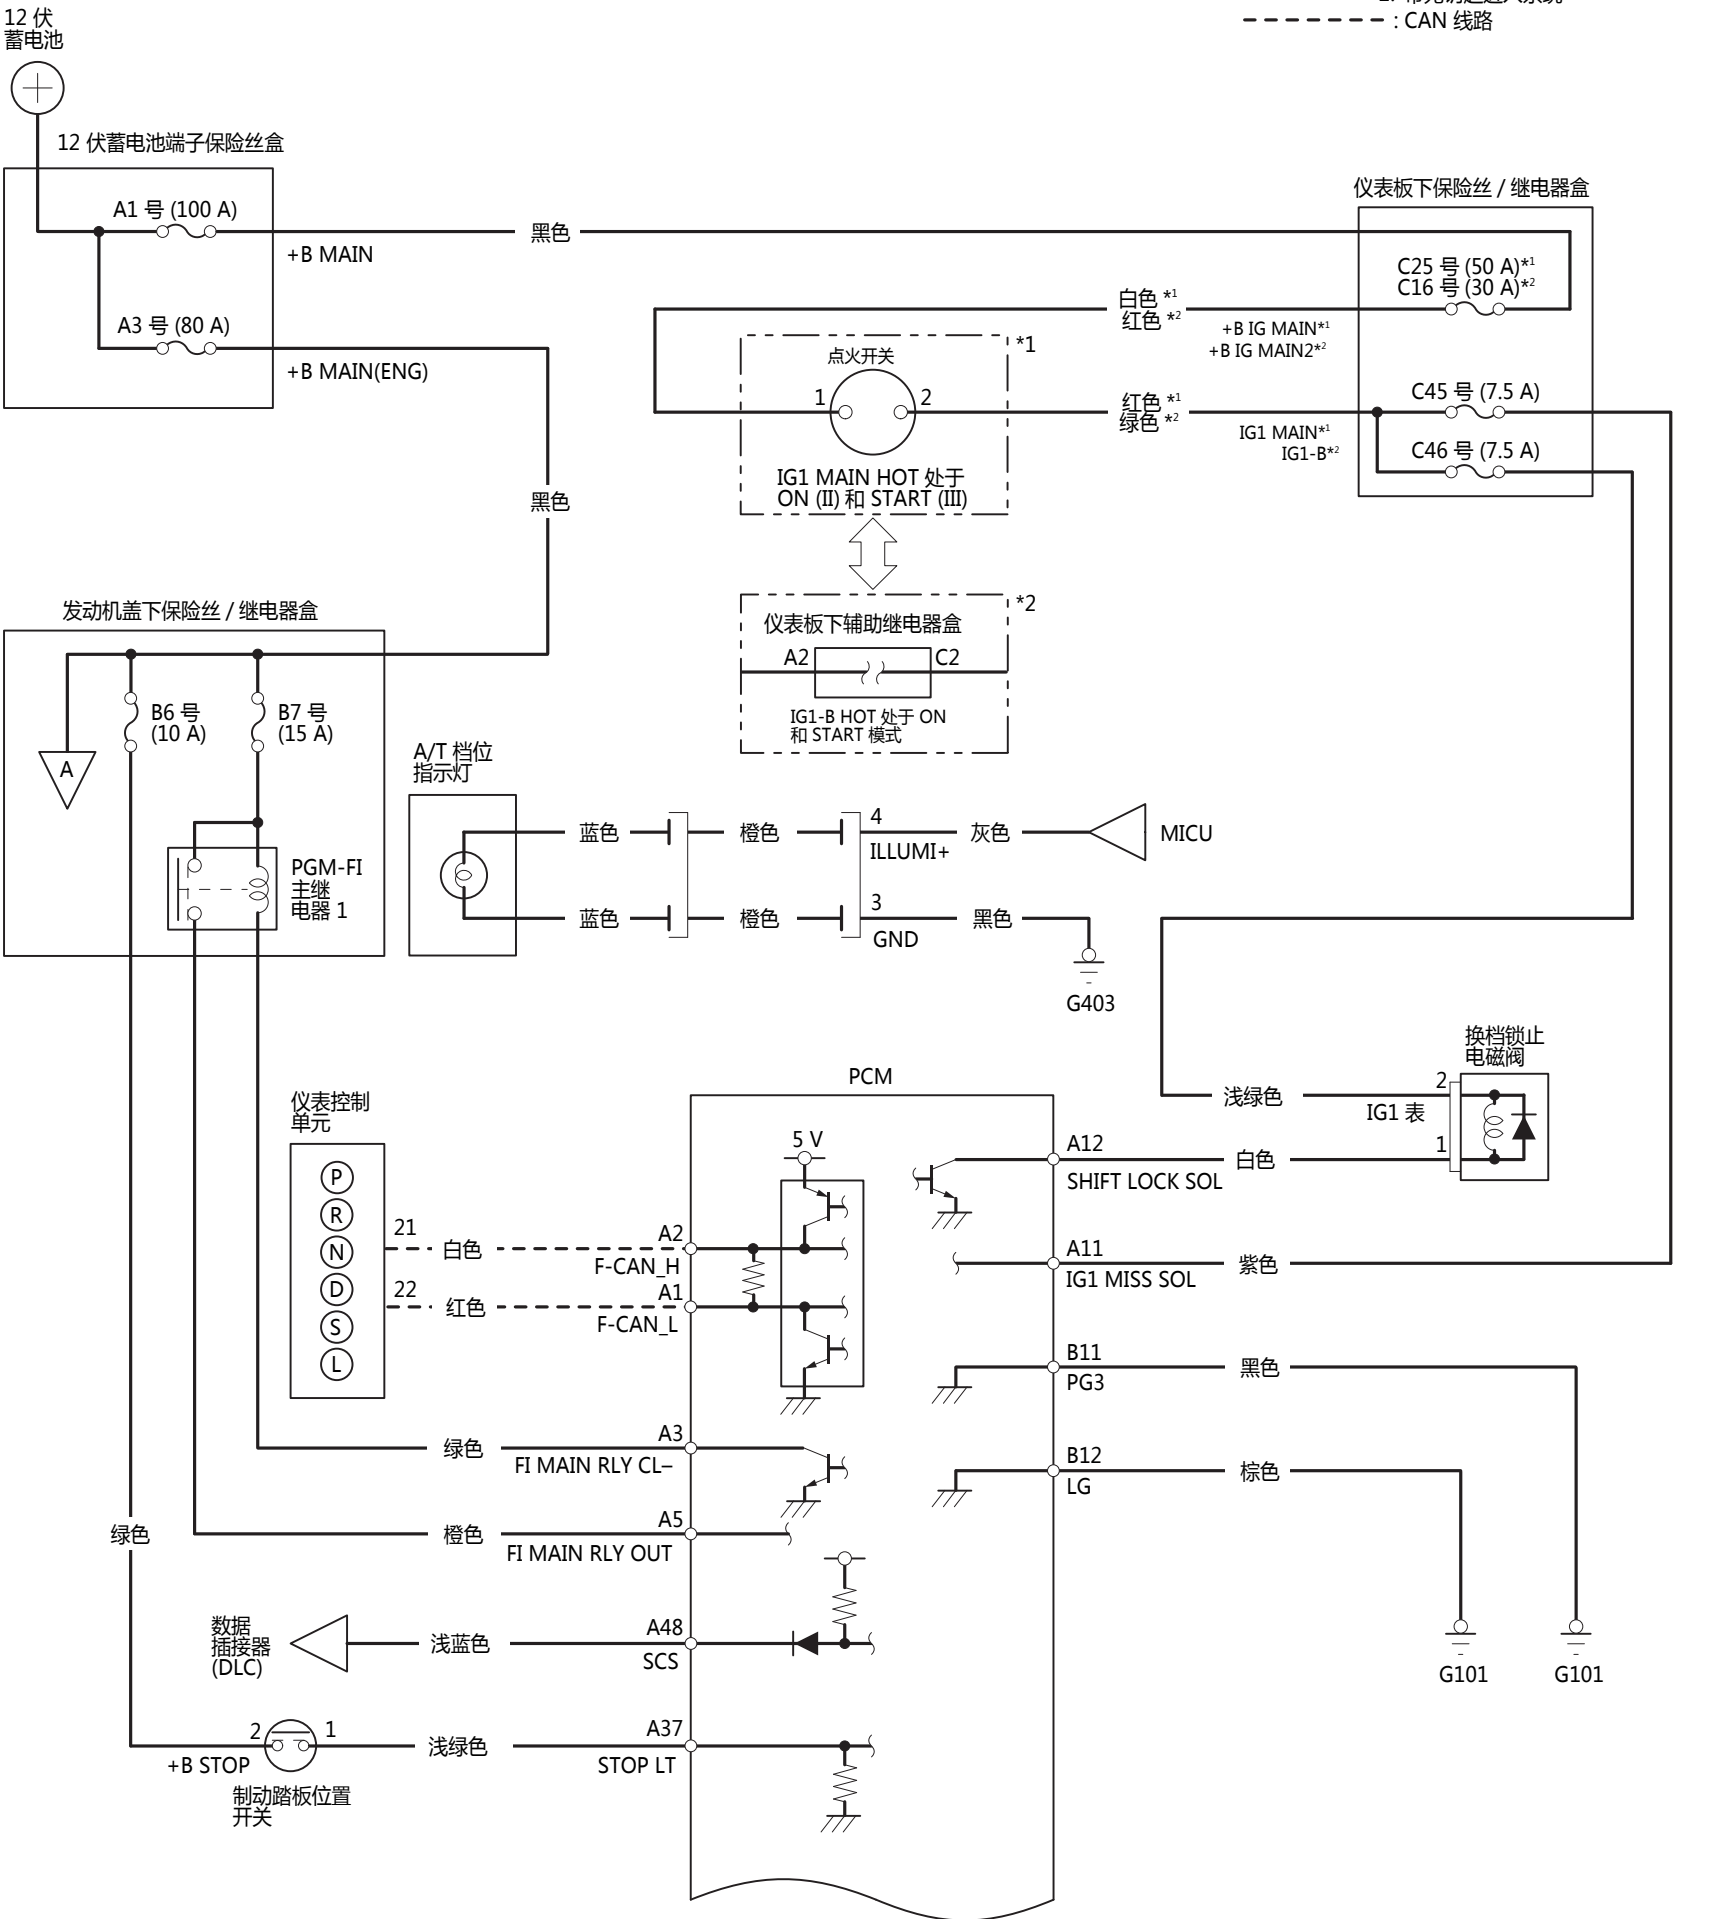 12 伏
蓄电池
: CAN 线路
12 伏蓄电池端子保险丝盒
A1 号 (100 A)
+B MAIN
黑色
A3 号 (80 A)
+B MAIN(ENG)
黑色
仪表板下保险丝 / 继电器盒
C25 号 (50 A)*1
C16 号 (30 A)*2
白色 *1
红色 *2
+B IG MAIN*1
+B IG MAIN2*2
点火开关
*1
1
2
IG1 MAIN HOT 处于
ON (II) 和 START (III)
红色 *1
绿色 *2
IG1 MAIN*1
IG1-B*2
C45 号 (7.5 A)
C46 号 (7.5 A)
*2
仪表板下辅助继电器盒
A2
C2
IG1-B HOT 处于 ON
和 START 模式
发动机盖下保险丝 / 继电器盒
A
B6 号
(10 A)
B7 号
(15 A)
PGM-FI
主继
电器 1
A/T 档位
指示灯
蓝色
橙色
4
ILLUMI+
灰色
MICU
蓝色
橙色
3
GND
黑色
G403
换档锁止
电磁阀
浅绿色
2
IG1 表
白色
1
PCM
仪表控制
单元
P
R
N
D
S
L
21
白色
A2
F-CAN_H
22
红色
A1
F-CAN_L
5 V
A12
SHIFT LOCK SOL
A11
IG1 MISS SOL
紫色
B11
PG3
黑色
B12
LG
棕色
G101
G101
绿色
A3
FI MAIN RLY CL–
橙色
A5
FI MAIN RLY OUT
绿色
数据
插接器
(DLC)
浅蓝色
A48
SCS
2
1
+B STOP
浅绿色
A37
STOP LT
制动踏板位置
开关